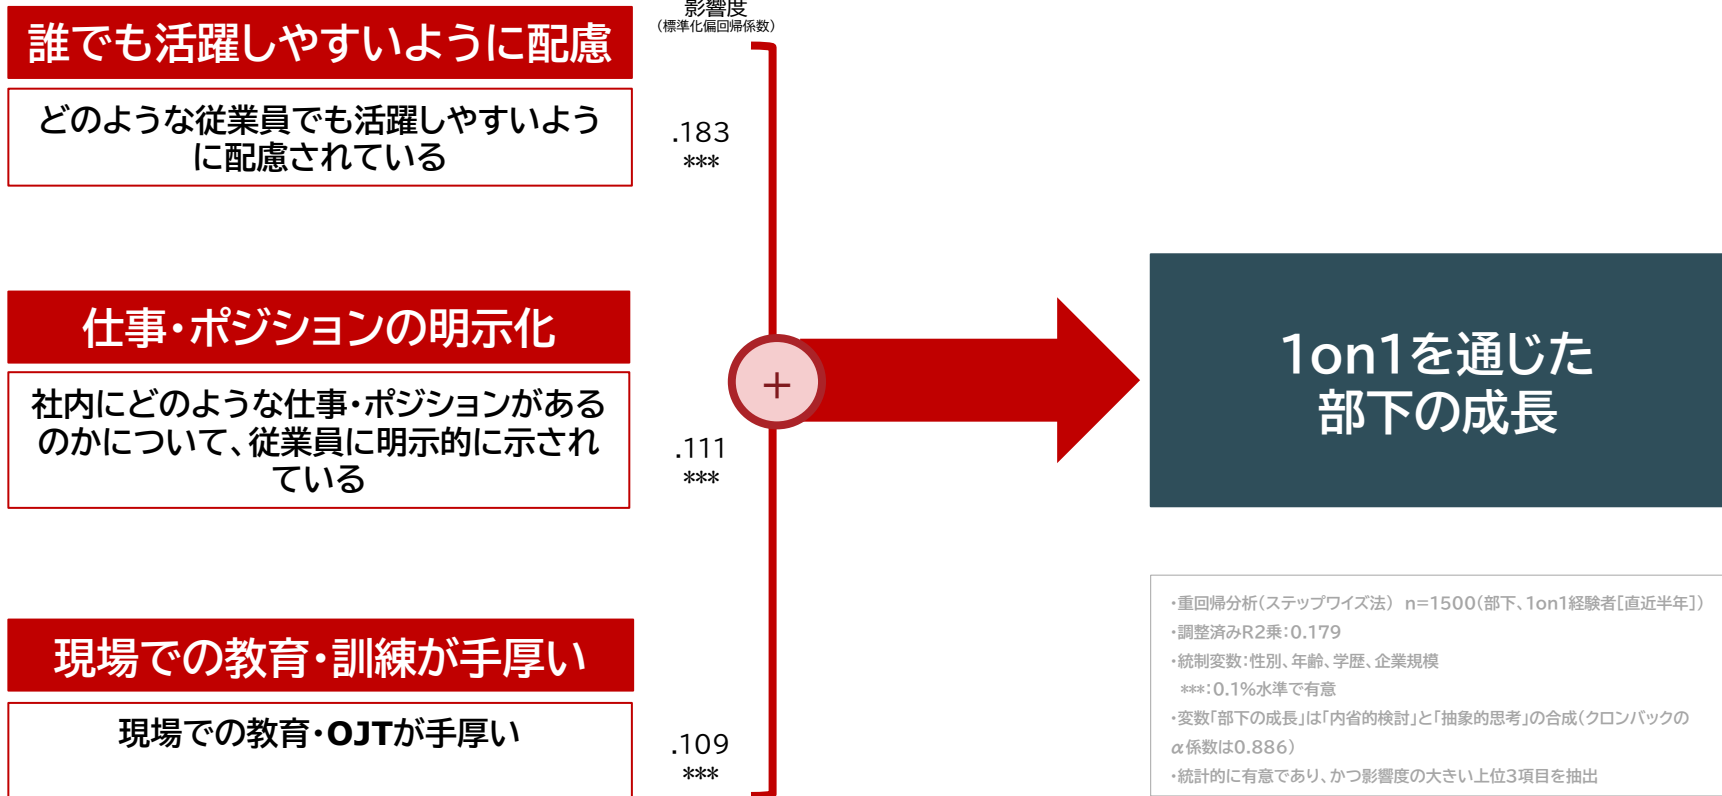 影響度
(標準化偏回帰係数)
誰でも活躍しやすいように配慮
どのような従業員でも活躍しやすいよう
に配慮されている
.183
***
仕事・ポジションの明示化
社内にどのような仕事・ポジションがある
のかについて、従業員に明示的に示され
ている
.111
***
現場での教育・訓練が手厚い
現場での教育・OJTが手厚い
.109
***
+
1on1を通じた
部下の成長
・重回帰分析(ステップワイズ法) n=1500(部下、1on1経験者[直近半年])
・調整済みR2乗:0.179
・統制変数:性別、年齢、学歴、企業規模
***:0.1%水準で有意
・変数「部下の成長」は「内省的検討」と「抽象的思考」の合成(クロンバックの
α係数は0.886)
・統計的に有意であり、かつ影響度の大きい上位3項目を抽出